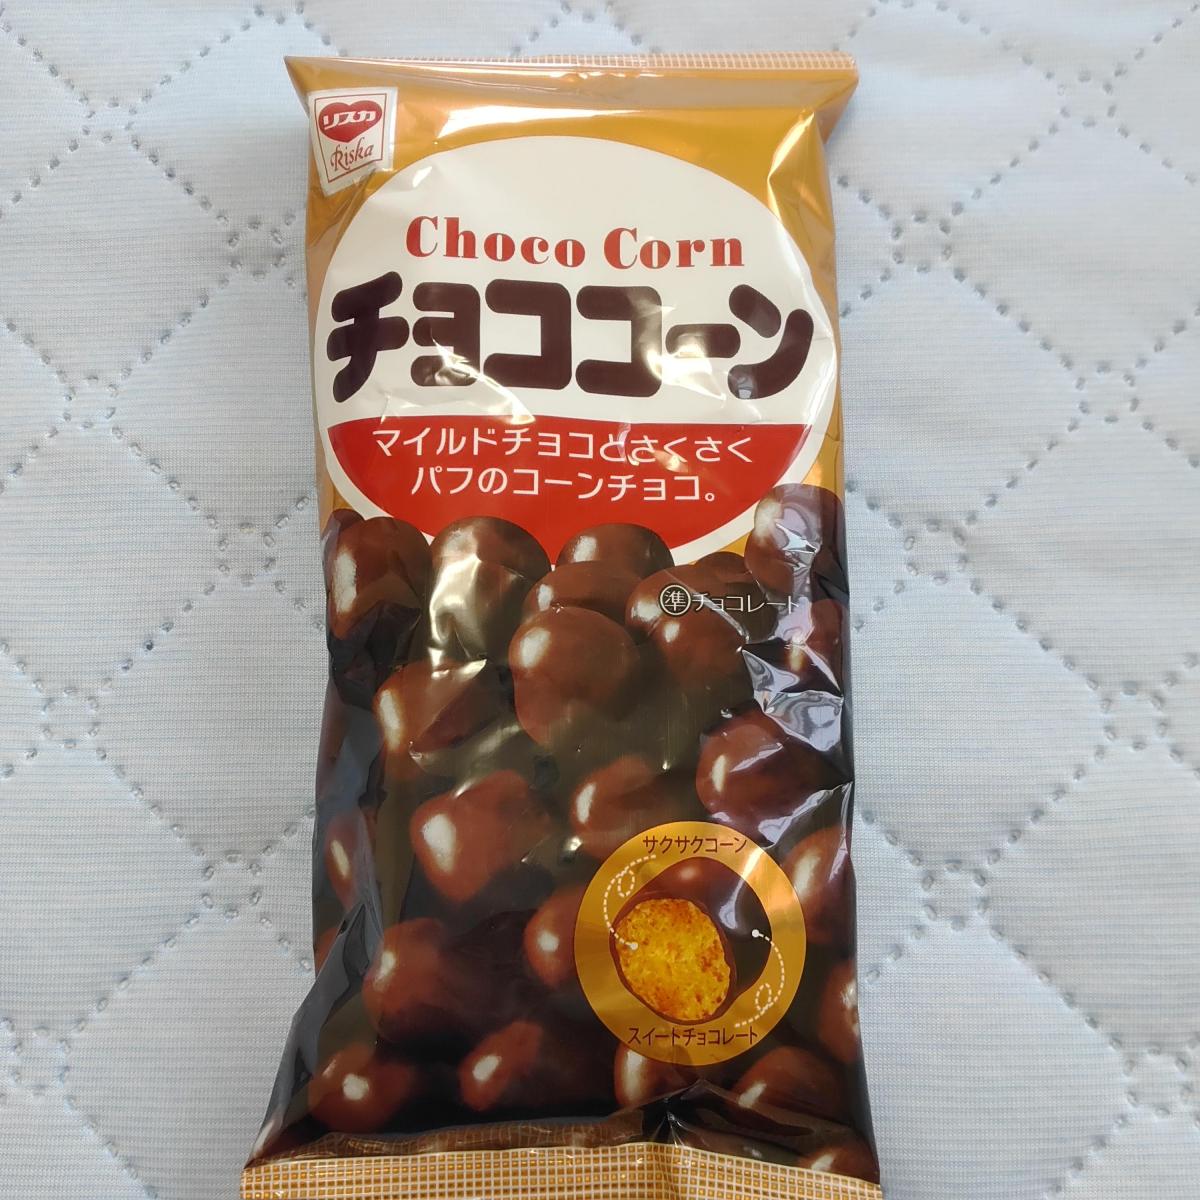 リスカ
Riska
Choco Corn
チョココーン
マイルドチョコとさくさく
パフのコーンチョコ。
㊜チョコレート
サクサクコーン
スイートチョコレート